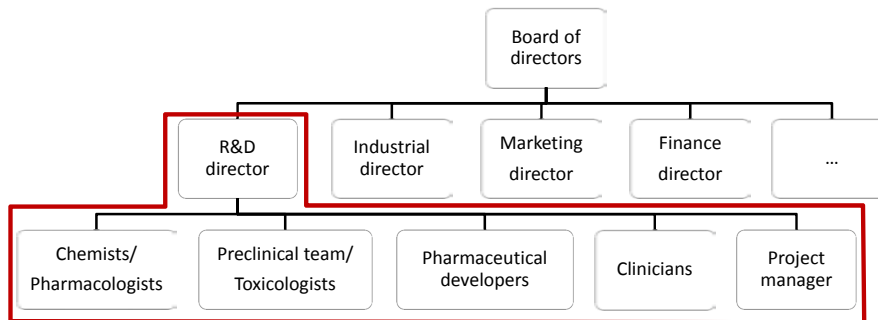 Board of
directors
R&D
director
Industrial
director
Marketing
director
Finance
director
...
Chemists/
Pharmacologists
Preclinical team/
Toxicologists
Pharmaceutical
developers
Clinicians
Project
manager